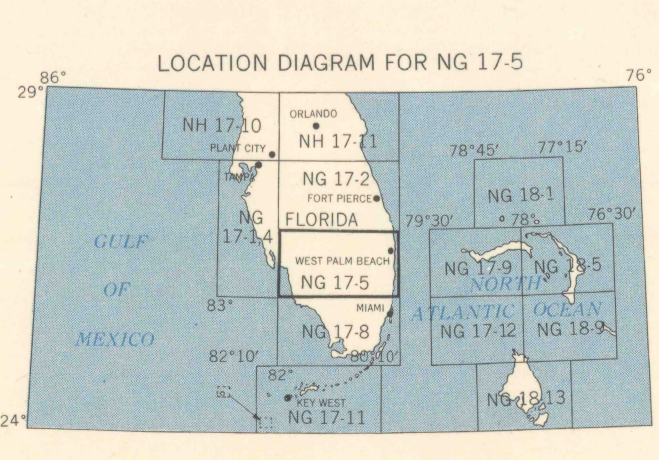 LOCATION DIAGRAM FOR NG 17-5
86°
76°
29°
ORLANDO
NH 17-10
NH 17-11
PLANT CITY
TAMPA
78°45'
77°15'
NG 17-2
NG 18-1
FORT PIERCE
NG
17-1,4
FLORIDA
79°30'
78°
76°30'
GULF
OF
MEXICO
WEST PALM BEACH
NG 17-5
NG 17-9
NG 18-5
NORTH
ATLANTIC OCEAN
83°
MIAMI
NG 17-8
NG 17-12
NG 18-9
82°10'
80°10'
82°
KEY WEST
NG 17-11
NG 18-13
24°